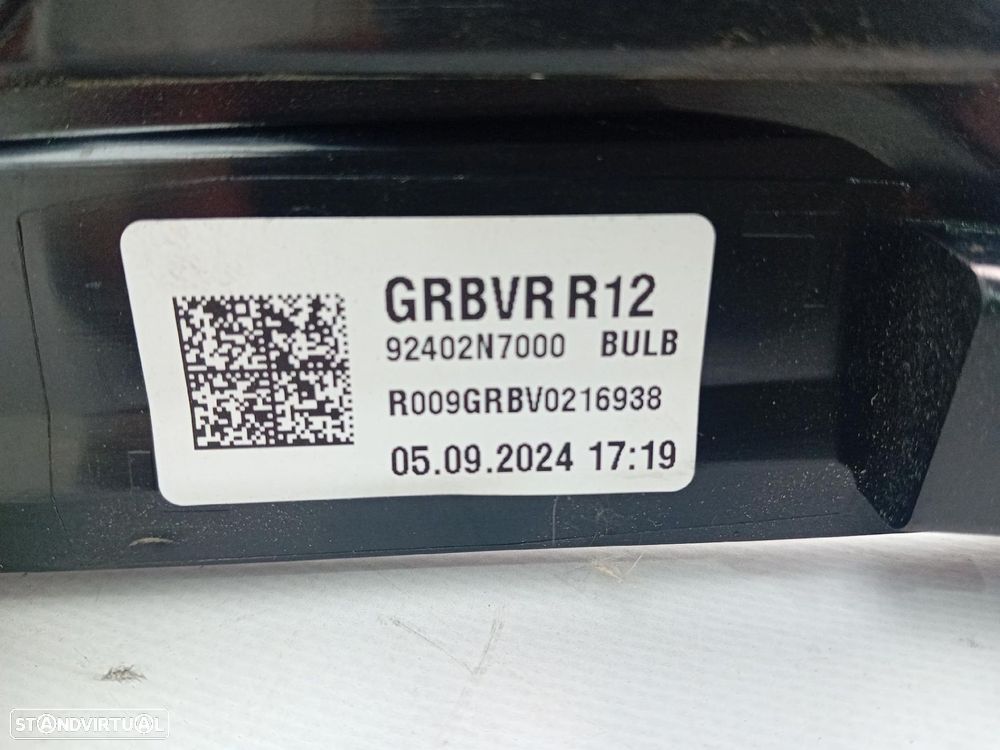 GRBVR R12
92402N7000 BULB
R009GRBV0216938
05.09.2024 17:19
STANDVIRTUAL